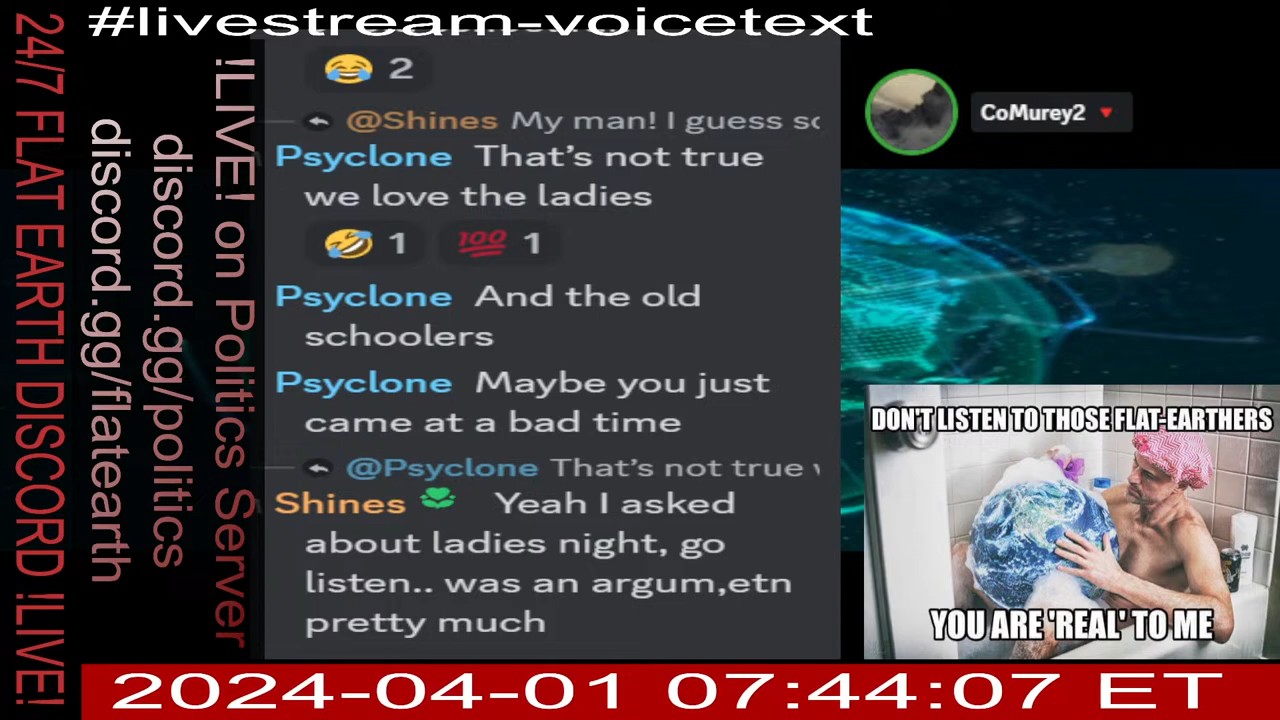 #livestream-voicetext
24/7 FLAT EARTH DISCORD !LIVE!
discord.gg/flatearth
discord.gg/politics
!LIVE! on Politics Server
😂 2
@Shines My man! I guess sc
Psyclone That's not true
we love the ladies
🤣 1 💯 1
Psyclone And the old
schoolers
Psyclone Maybe you just
came at a bad time
@Psyclone That's not true v
Shines Yeah I asked
about ladies night, go
listen.. was an argum,etn
pretty much
CoMurey2
DON'T LISTEN TO THOSE FLAT-EARTHERS
YOU ARE 'REAL' TO ME
2024-04-01 07:44:07 ET